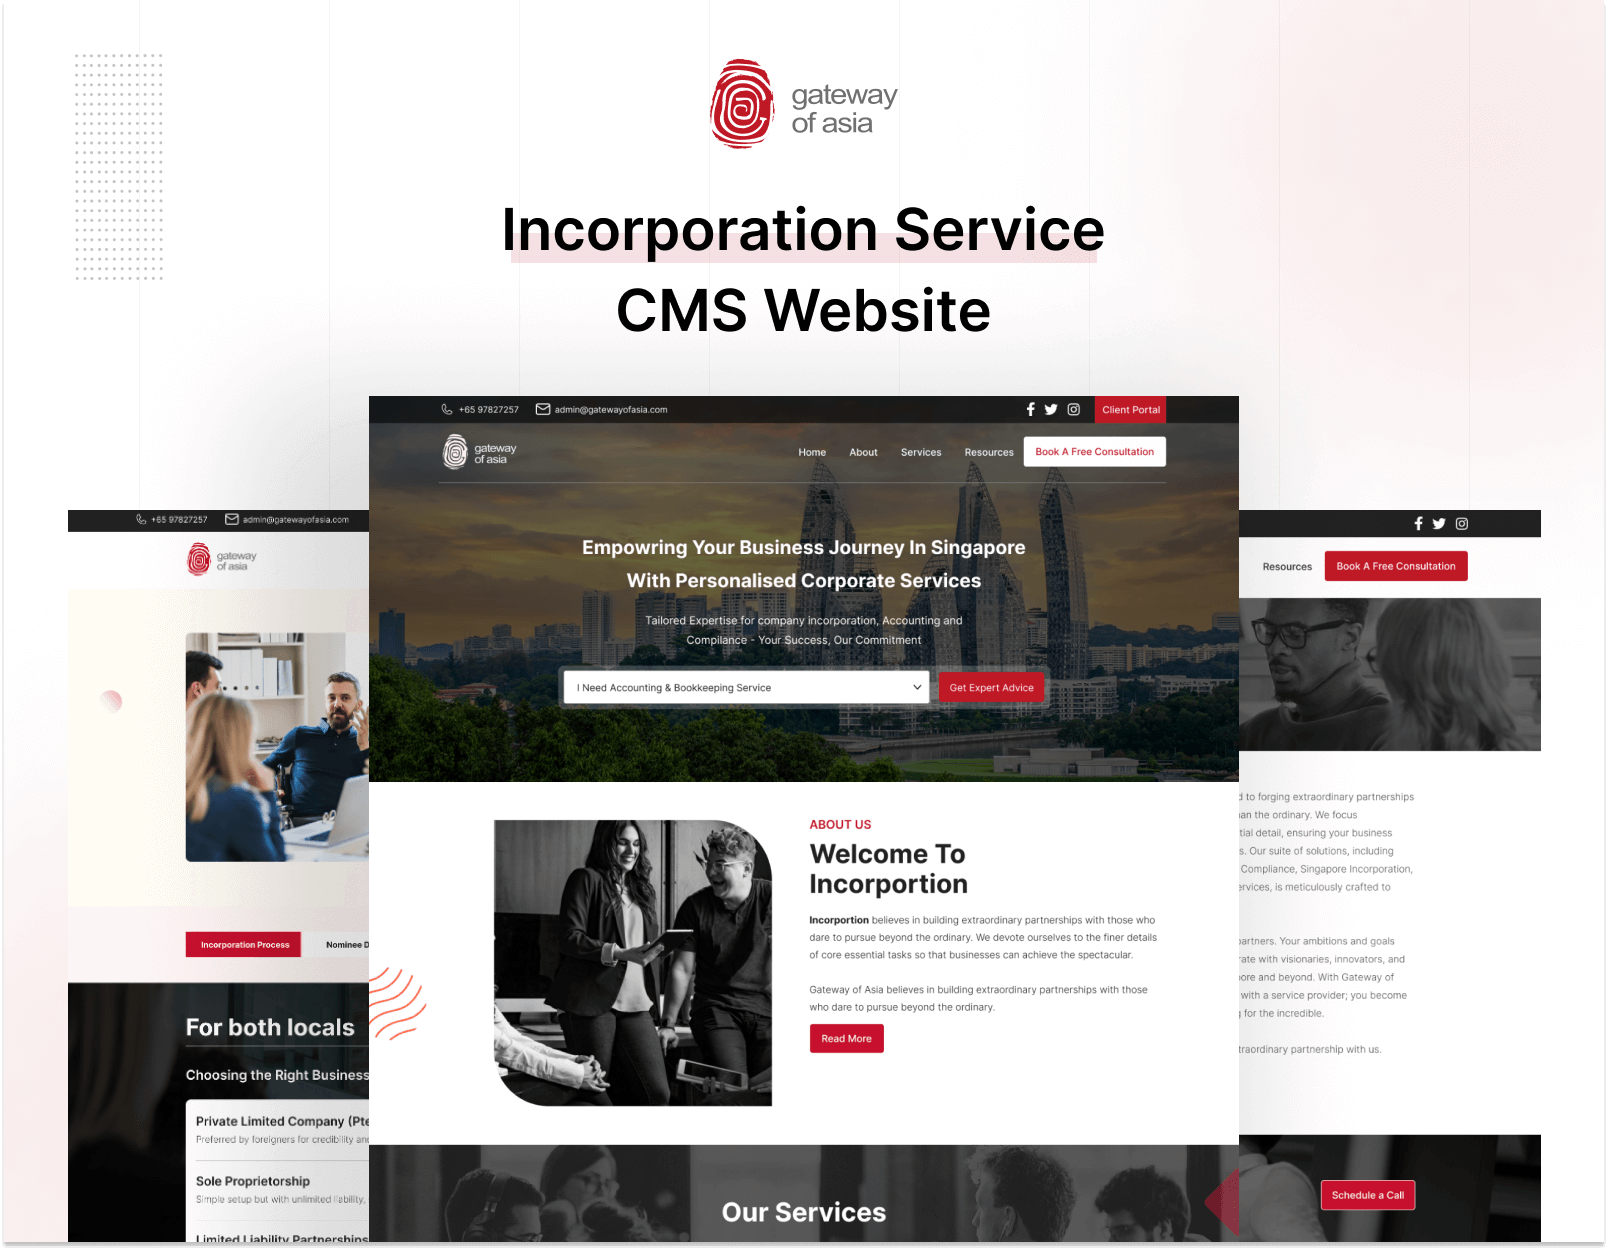 gateway
of asia
Incorporation Service
CMS Website
+65 97827257
admin@gatewayofasia.com
Client Portal
gateway
of asia
Home
About
Services
Resources
Book A Free Consultation
Empowring Your Business Journey In Singapore
With Personalised Corporate Services
Tailored Expertise for company incorporation, Accounting and
Compliance - Your Success, Our Commitment
I Need Accounting & Bookkeeping Service
Get Expert Advice
ABOUT US
Welcome To
Incorportion
Incorportion believes in building extraordinary partnerships with those who
dare to pursue beyond the ordinary. We devote ourselves to the finer details
of core essential tasks so that businesses can achieve the spectacular.
Gateway of Asia believes in building extraordinary partnerships with those
who dare to pursue beyond the ordinary.
Read More
Our Services
+65 97827257
admin@gatewayofasia.com
gateway
of asia
Incorporation Process
Nominee D
For both locals
Choosing the Right Business
Private Limited Company (Pte
Preferred by foreigners for credibility and
Sole Proprietorship
Simple setup but with unlimited liability,
Limited Liability Partnerships
Resources
Book A Free Consultation
d to forging extraordinary partnerships
an the ordinary. We focus
tial detail, ensuring your business
s. Our suite of solutions, including
Compliance, Singapore Incorporation,
ervices, is meticulously crafted to
partners. Your ambitions and goals
rate with visionaries, innovators, and
ore and beyond. With Gateway of
with a service provider; you become
g for the incredible.
traordinary partnership with us.
Schedule a Call